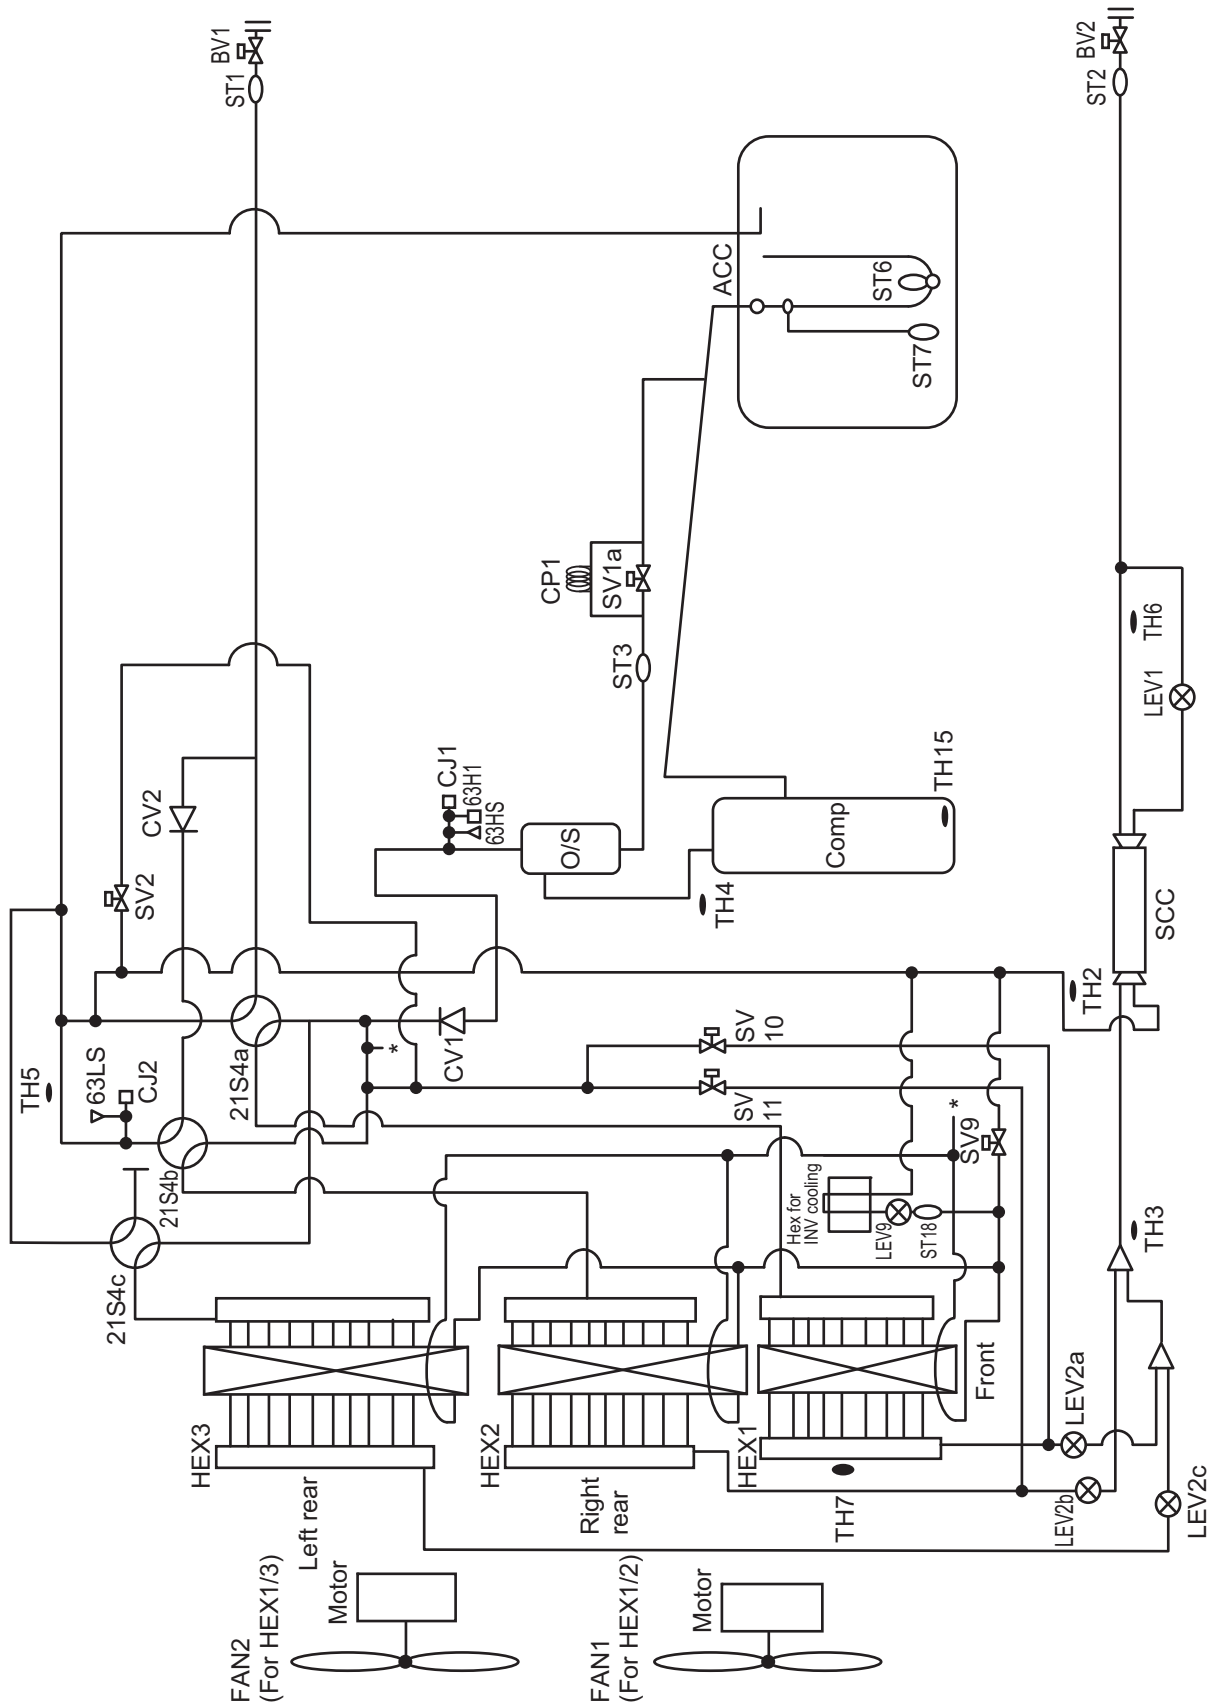 BV1
ST1
BV2
ST2
ACC
ST6
ST7
CP1
SV1a
ST3
TH6
LEV1
CJ1
63H1
63HS
TH15
CV2
SV2
O/S
Comp
TH4
SCC
TH2
TH5
63LS
CJ2
21S4a
*
CV1
SV
10
SV
11
21S4b
*
SV9
Hex for
INV cooling
LEV9
ST18
TH3
21S4c
HEX3
HEX2
HEX1
Front
LEV2a
Left rear
Right
rear
TH7
LEV2b
LEV2c
FAN2
(For HEX1/3)
Motor
FAN1
(For HEX1/2)
Motor